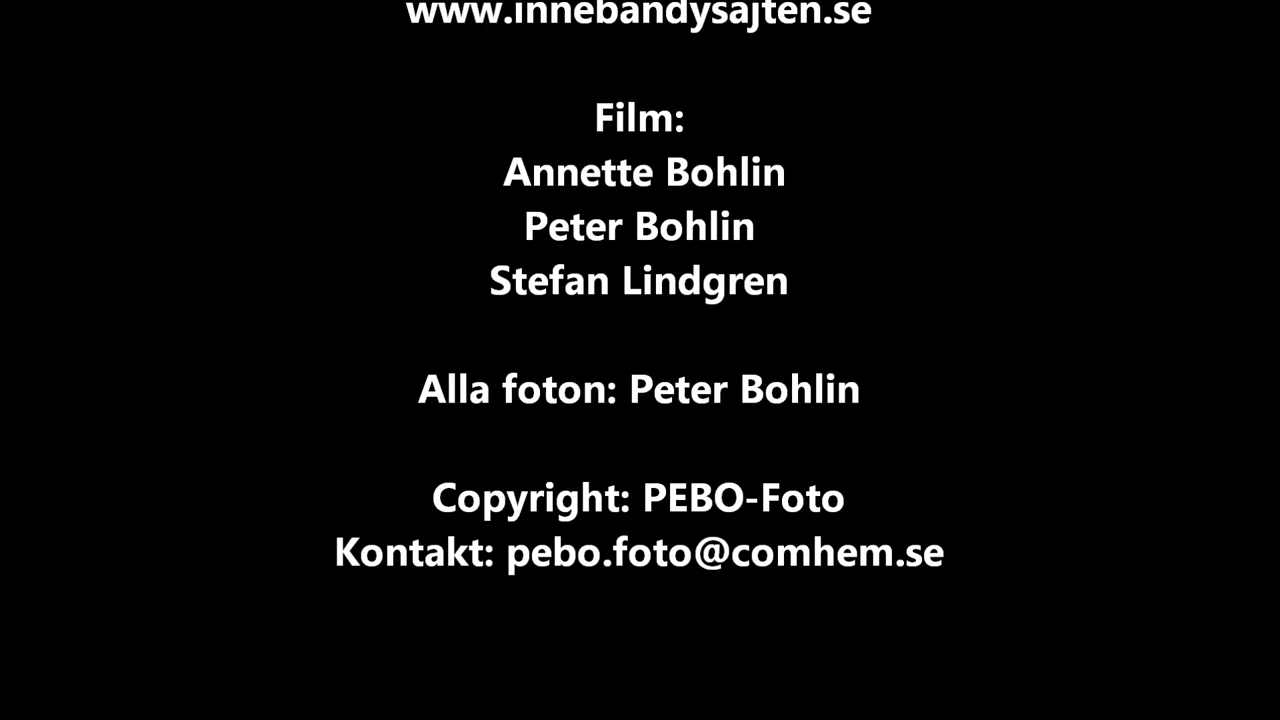 www.innebandysajten.se
Film:
Annette Bohlin
Peter Bohlin
Stefan Lindgren
Alla foton: Peter Bohlin
Copyright: PEBO-Foto
Kontakt: pebo.foto@comhem.se